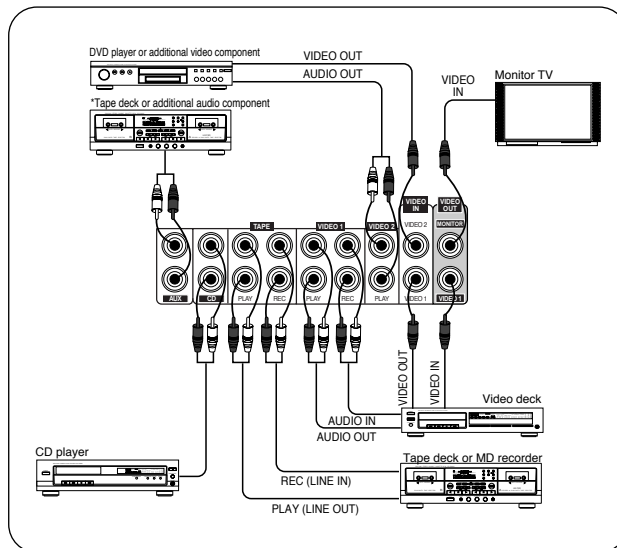 DVD player or additional video component
VIDEO OUT
AUDIO OUT
VIDEO
IN
Monitor TV
*Tape deck or additional audio component
VIDEO
IN
VIDEO
OUT
TAPE
VIDEO 1
VIDEO 2
VIDEO 2
MONITOR
AUX
CD
PLAY
REC
PLAY
REC
PLAY
VIDEO 1
VIDEO 1
VIDEO OUT
VIDEO IN
Video deck
AUDIO IN
AUDIO OUT
CD player
Tape deck or MD recorder
REC (LINE IN)
PLAY (LINE OUT)